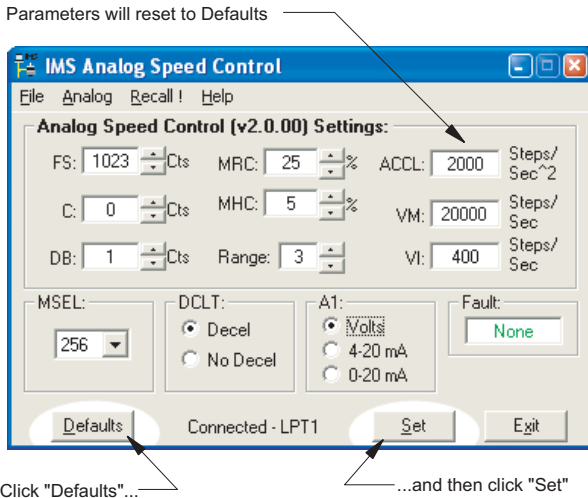 Parameters will reset to Defaults
IMS
IMS Analog Speed Control
File Analog Recall ! Help
Analog Speed Control (v2.0.00) Settings:
FS: 1023 Cts MRC: 25 % ACCL: 2000 Steps/ Sec^2
C: 0 Cts MHC: 5 % VM: 20000 Steps/ Sec
DB: 1 Cts Range: 3 VI: 400 Steps/ Sec
MSEL: DCLT: A1: Fault:
256 Decel Volts None
No Decel 4-20 mA
0-20 mA
Defaults Connected - LPT1 Set Exit
Click "Defaults"... ...and then click "Set"